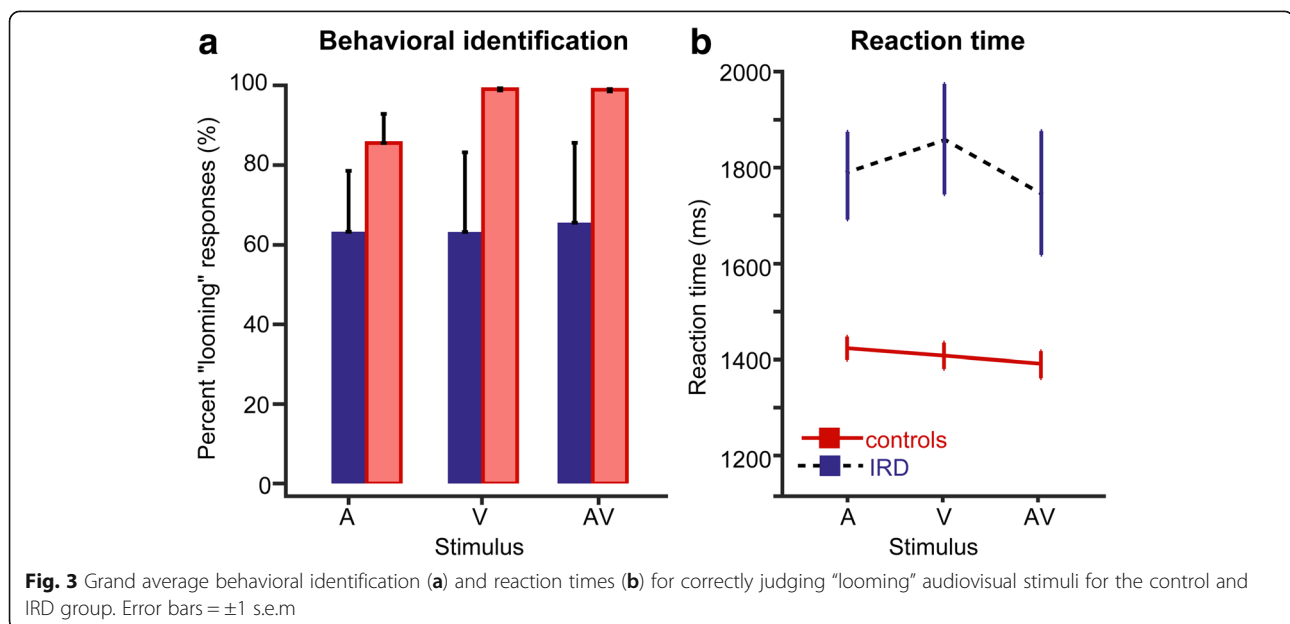 a Behavioral identification
Percent "looming" responses (%)
100
80
60
40
20
0
A V AV
Stimulus
b Reaction time
Reaction time (ms)
2000
1800
1600
1400
1200
controls
IRD
A V AV
Stimulus
Fig. 3 Grand average behavioral identification (a) and reaction times (b) for correctly judging “looming” audiovisual stimuli for the control and
IRD group. Error bars = ±1 s.e.m